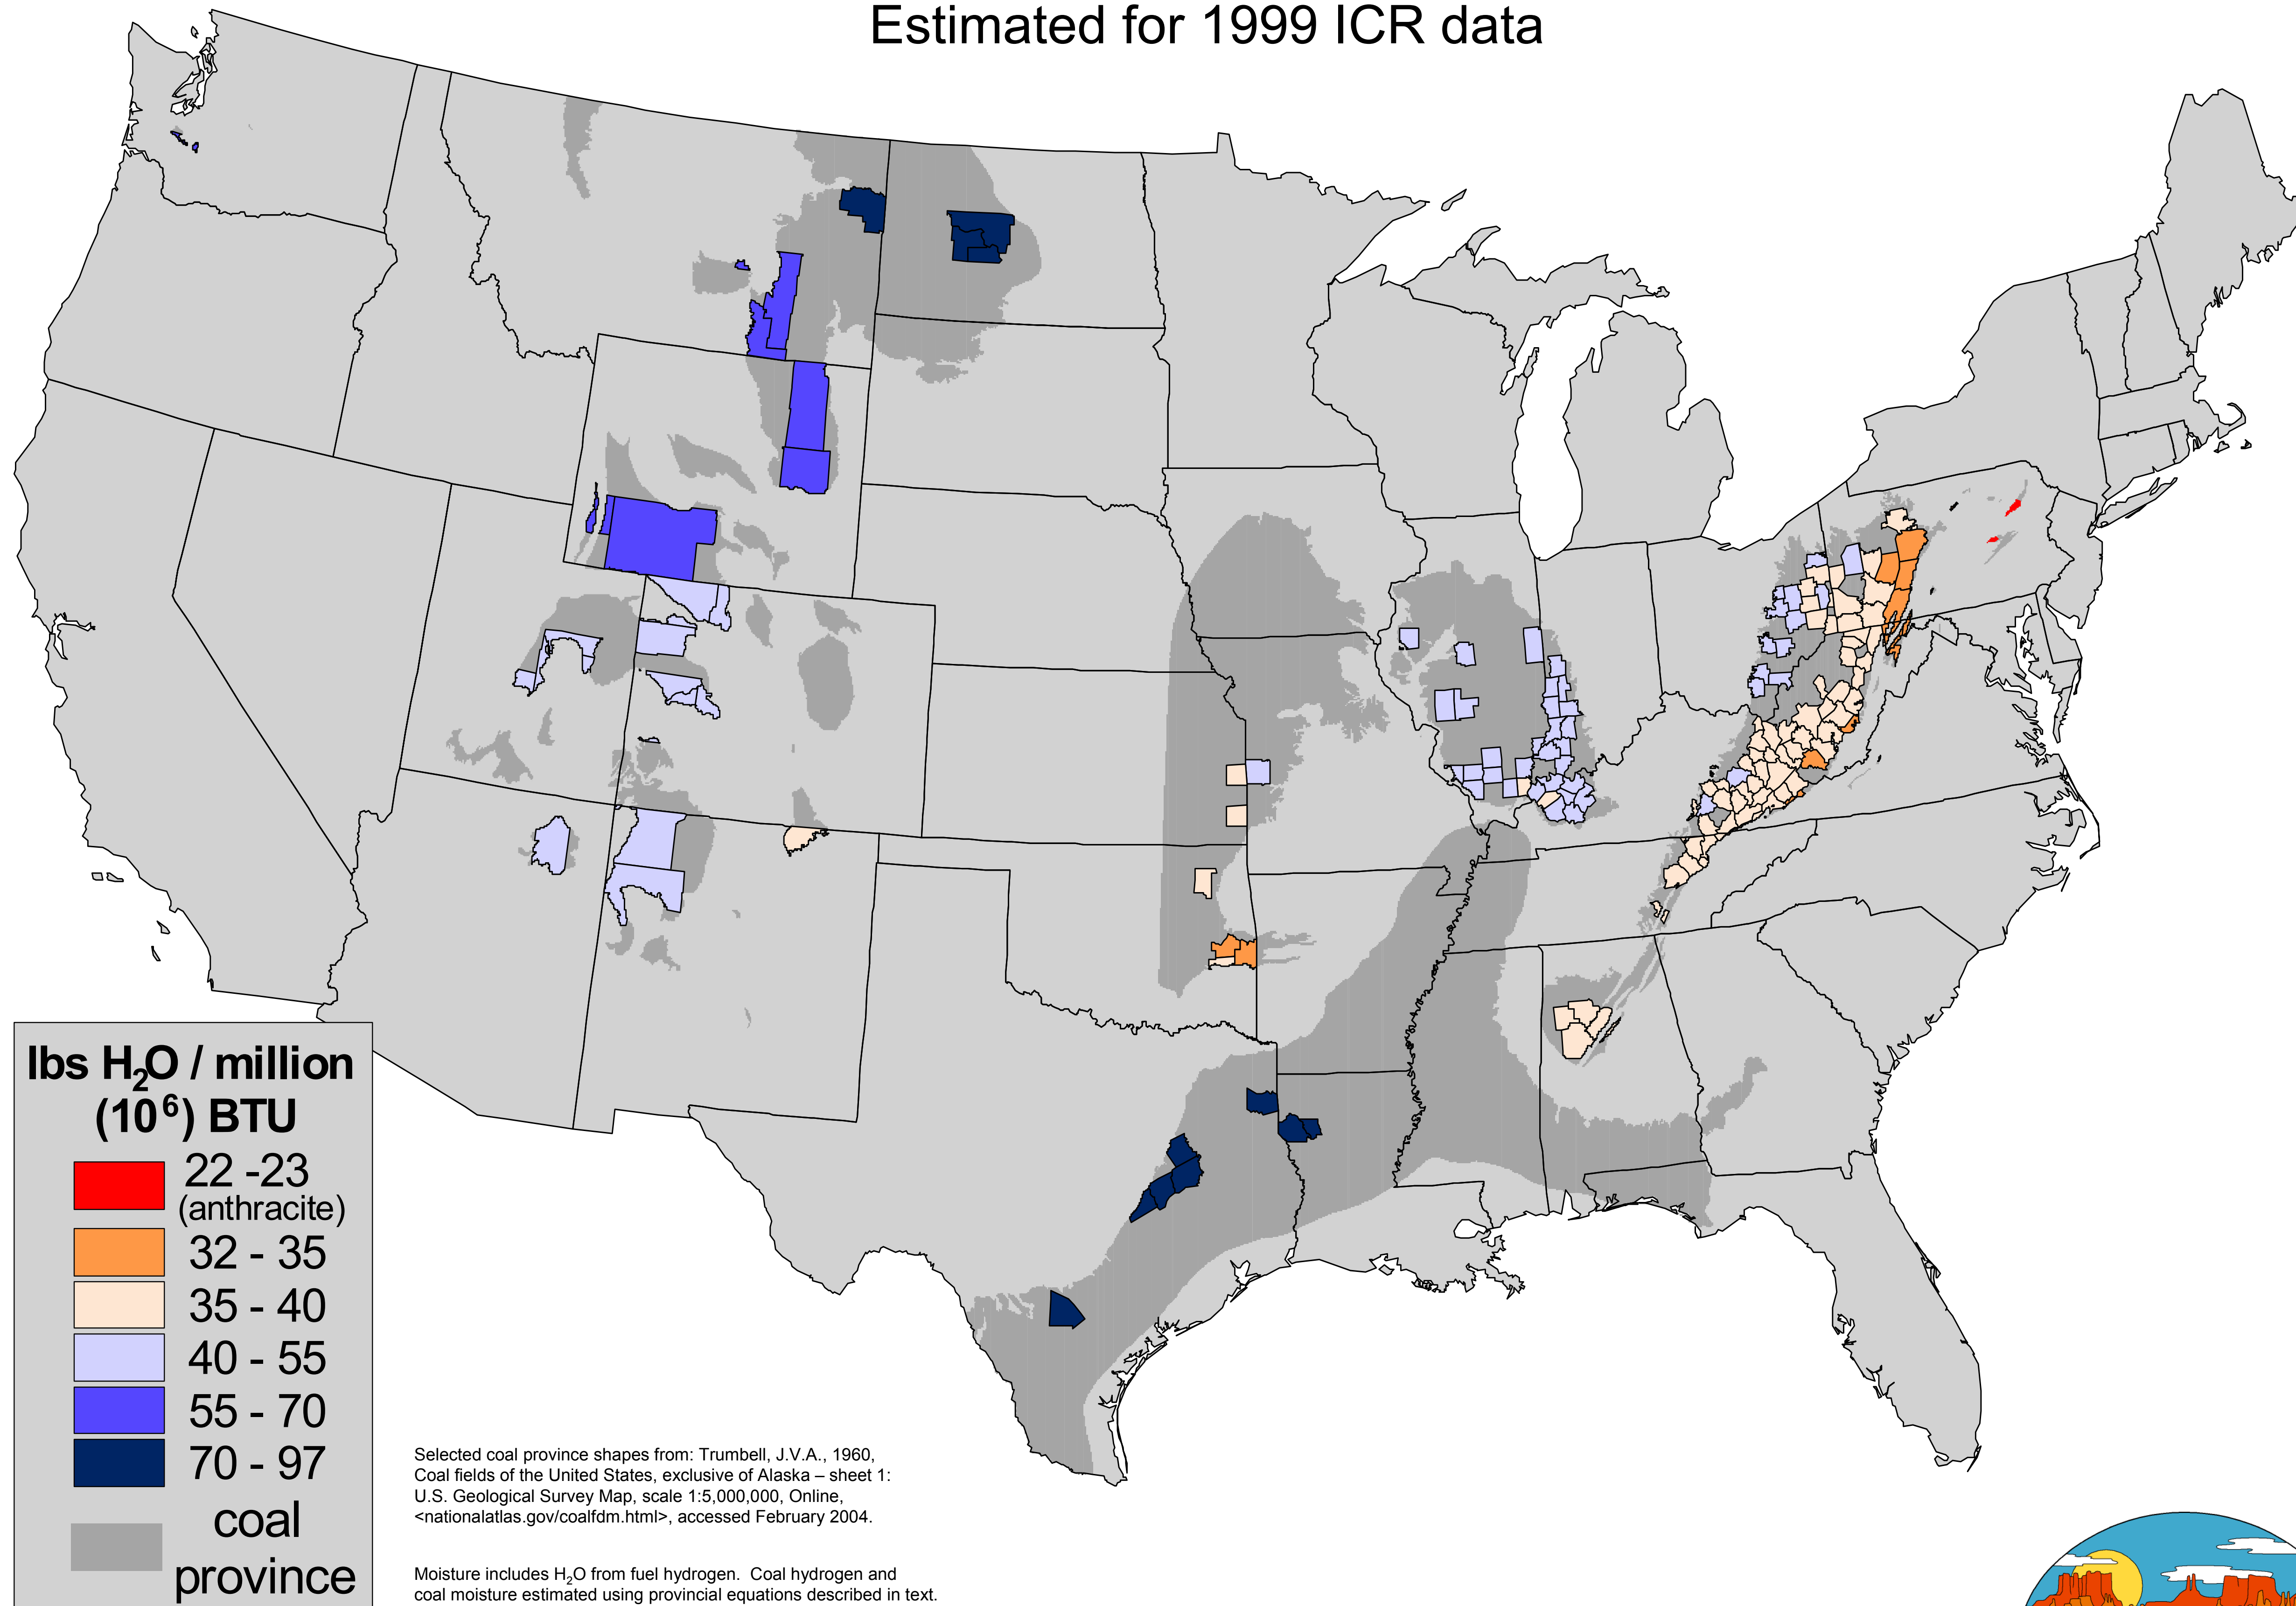 Estimated for 1999 ICR data
lbs H₂O / million
(10⁶) BTU
22 -23
(anthracite)
32 - 35
35 - 40
40 - 55
55 - 70
70 - 97
coal
province
Selected coal province shapes from: Trumbell, J.V.A., 1960,
Coal fields of the United States, exclusive of Alaska – sheet 1:
U.S. Geological Survey Map, scale 1:5,000,000, Online,
<nationalatlas.gov/coalfdm.html>, accessed February 2004.
Moisture includes H₂O from fuel hydrogen. Coal hydrogen and
coal moisture estimated using provincial equations described in text.